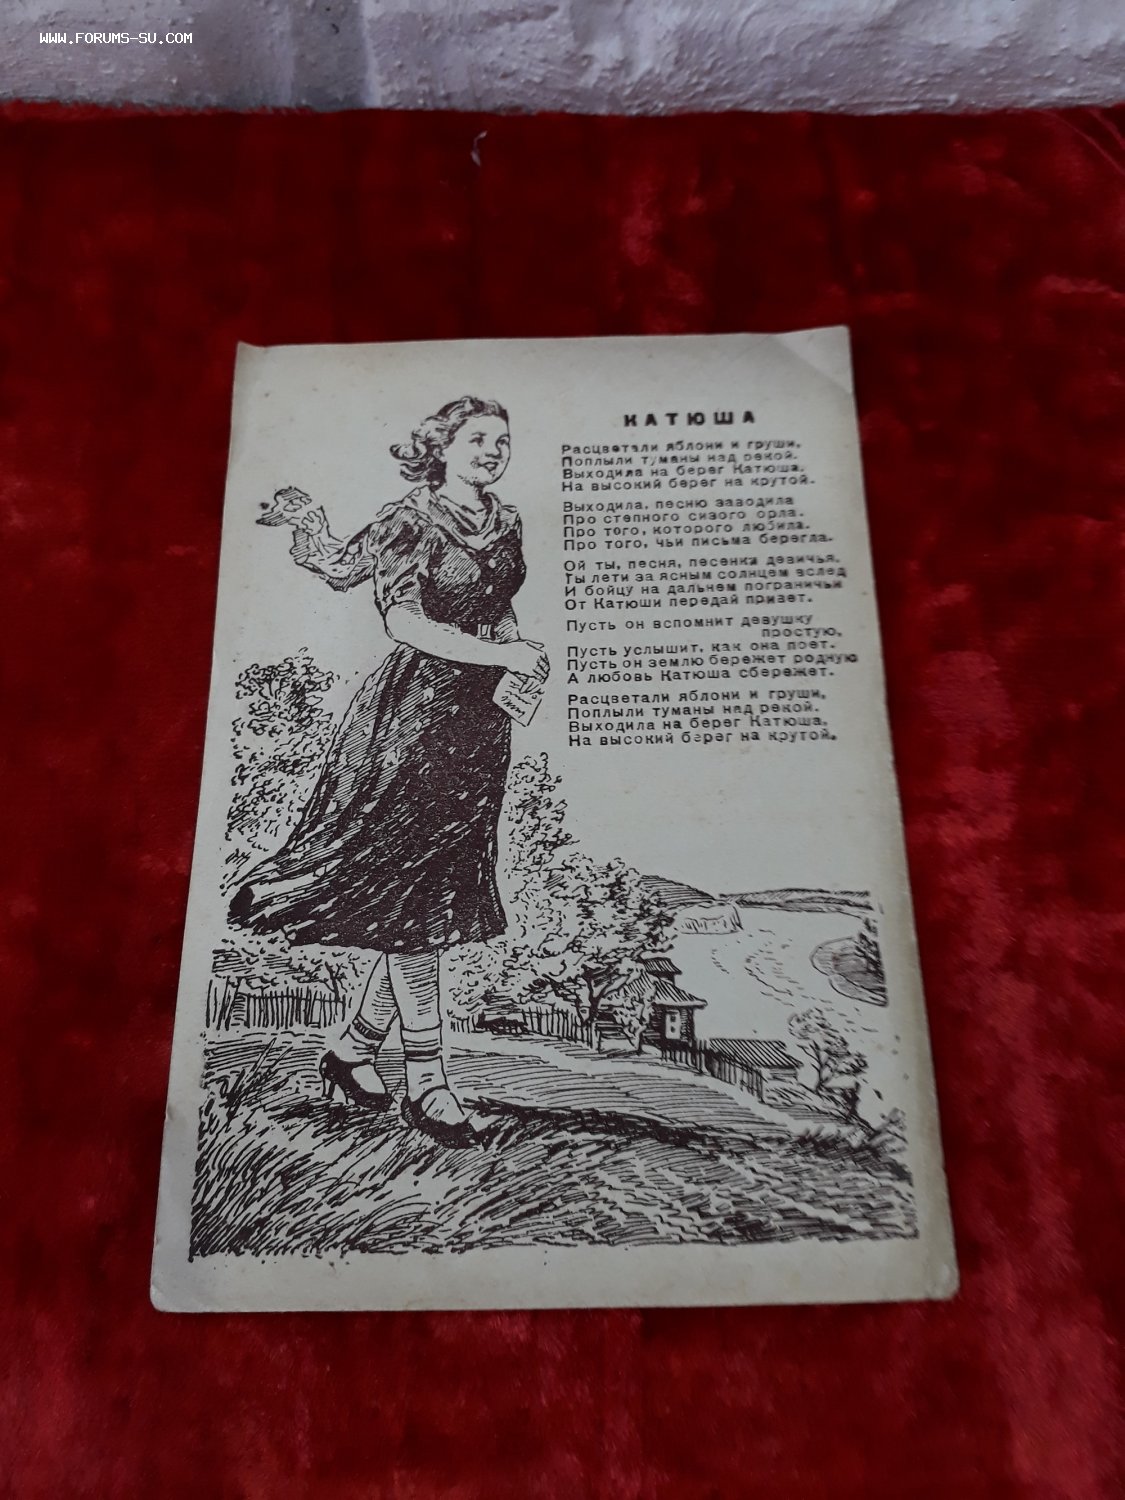 WWW.FORUMS-SU.COM
КАТЮША
Расцветали яблони и груши,
Поплыли туманы над рекой.
Выходила на берег Катюша,
На высокий берег на крутой.
Выходила, песню заводила
Про степного сизого орла.
Про того, которого любила.
Про того, чьи письма берегла.
Ой ты, песня, песенка девичья,
Ты лети за ясным солнцем вслед
И бойцу на дальнем пограничьи
От Катюши передай привет.
Пусть он вспомнит девушку
простую,
Пусть услышит, как она поет.
Пусть он землю бережет родную
А любовь Катюша сбережет.
Расцветали яблони и груши,
Поплыли туманы над рекой.
Выходила на берег Катюша,
На высокий берег на крутой.